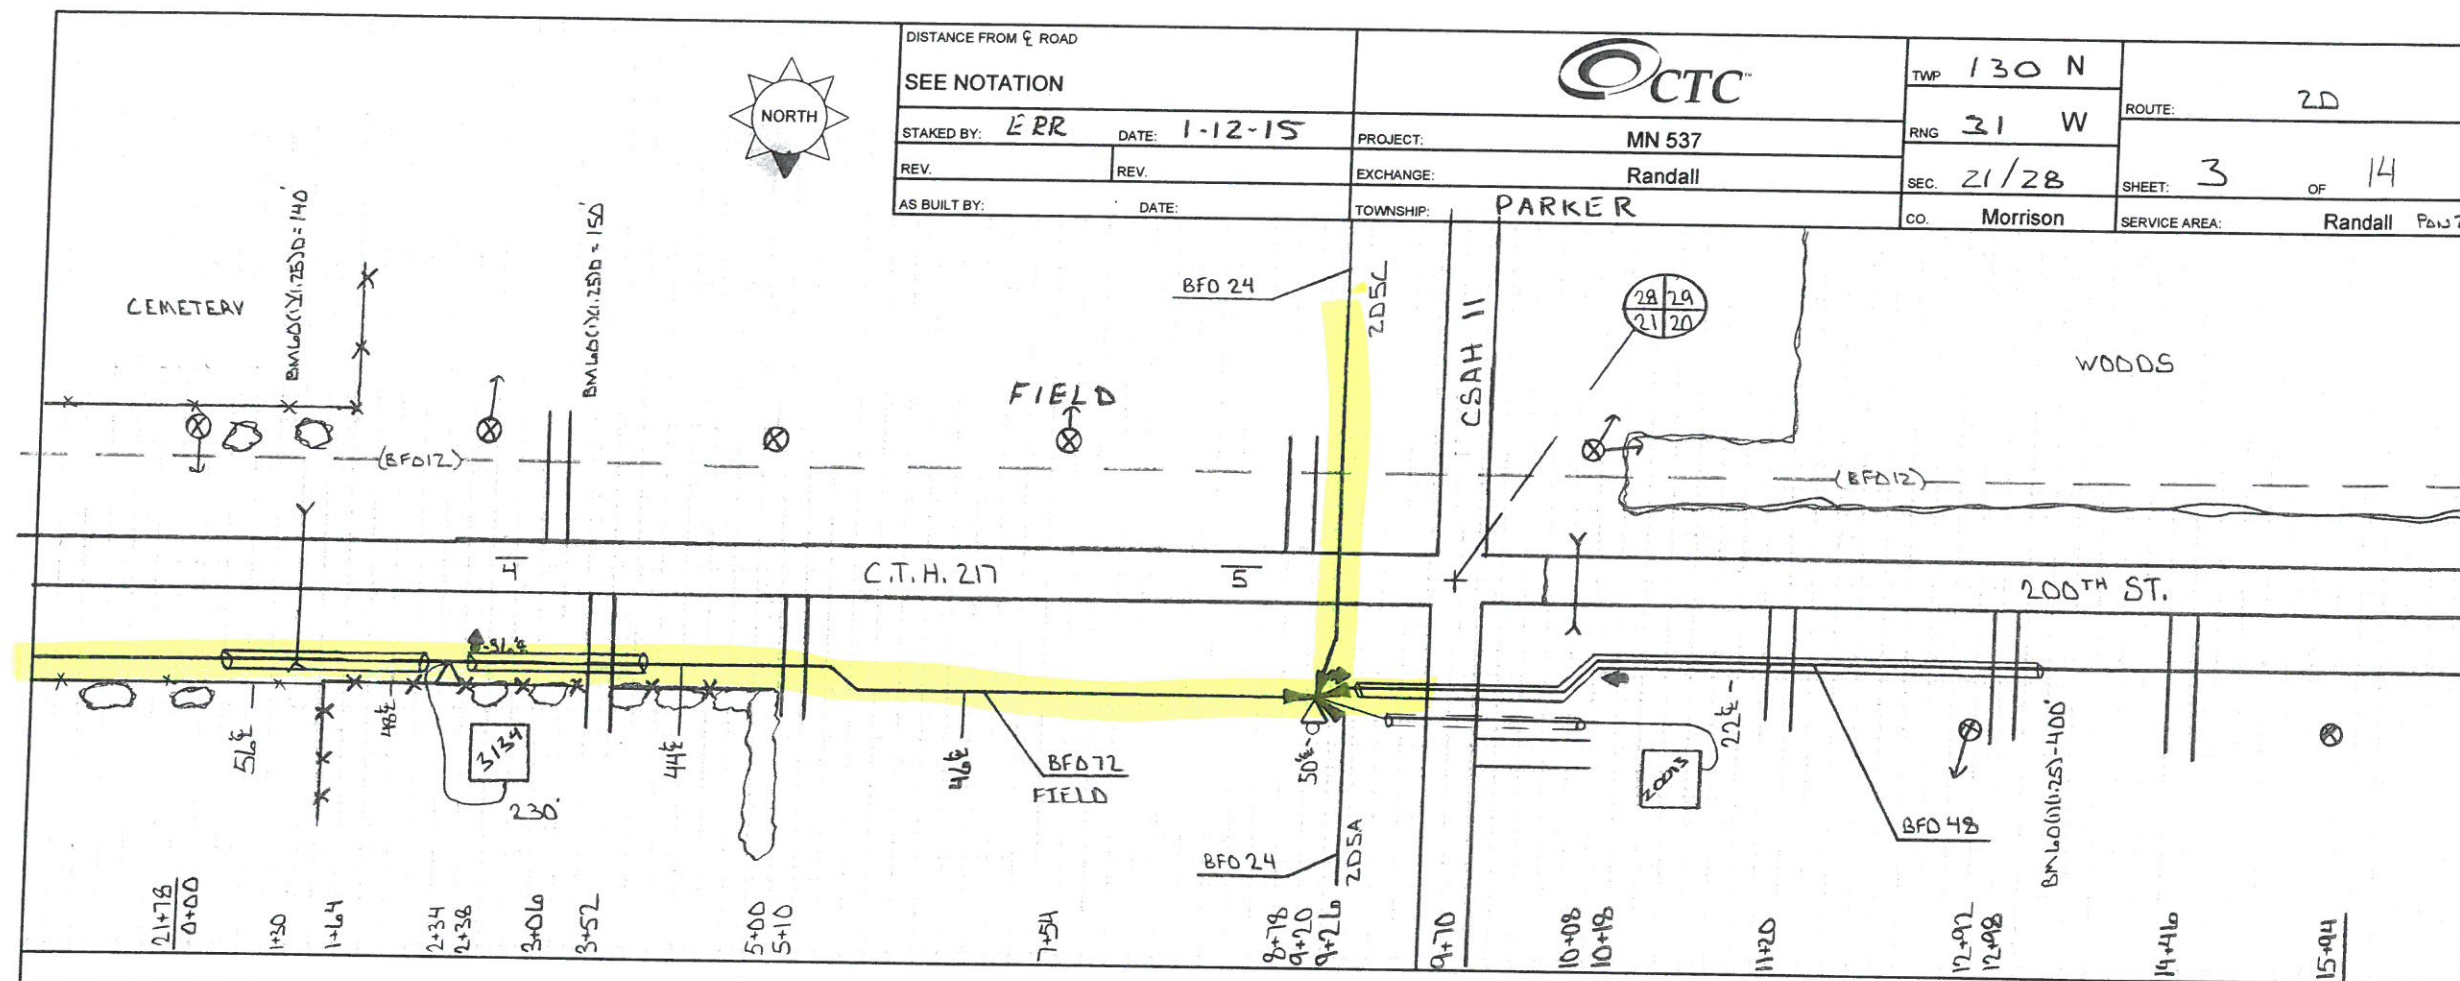 DISTANCE FROM ℄ ROAD
SEE NOTATION
STAKED BY: ERR DATE: 1-12-15
REV. REV.
AS BUILT BY: DATE:
CTC™
PROJECT: MN 537
EXCHANGE: Randall
TOWNSHIP: PARKER
TWP 130 N
RNG 31 W
SEC. 21/28
CO. Morrison
ROUTE: 2D
SHEET: 3 OF 14
SERVICE AREA: Randall
NORTH
CEMETERY
BM60(1)(1.25)D=140'
BM60(1)(1.25)D=150'
FIELD
BFO 24
2D5C
CSAH 11
28 29
21 20
WOODS
(BFO12)
(BFO12)
4
C.T.H. 217
5
200TH ST.
56℄
48℄
3134
230'
44℄
46℄
BFO72
FIELD
50℄
BFO 24
2D5A
20013
22℄
BFO 48
BM60(1)(1.25)-400'
21+78
0+00
1+30
1+64
2+34
2+38
3+06
3+52
5+00
5+10
7+54
8+78
9+20
9+26
9+70
10+08
10+18
11+20
12+92
12+98
14+46
15+94